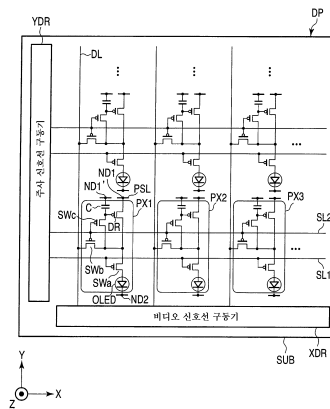 YDR
DP
DL
주사 신호선 구동기
ND1
ND1'
PSL
C
PX1
PX2
PX3
SWc
DR
SL2
SWb
SL1
SWa
OLED
ND2
비디오 신호선 구동기
XDR
SUB
Y
Z
X